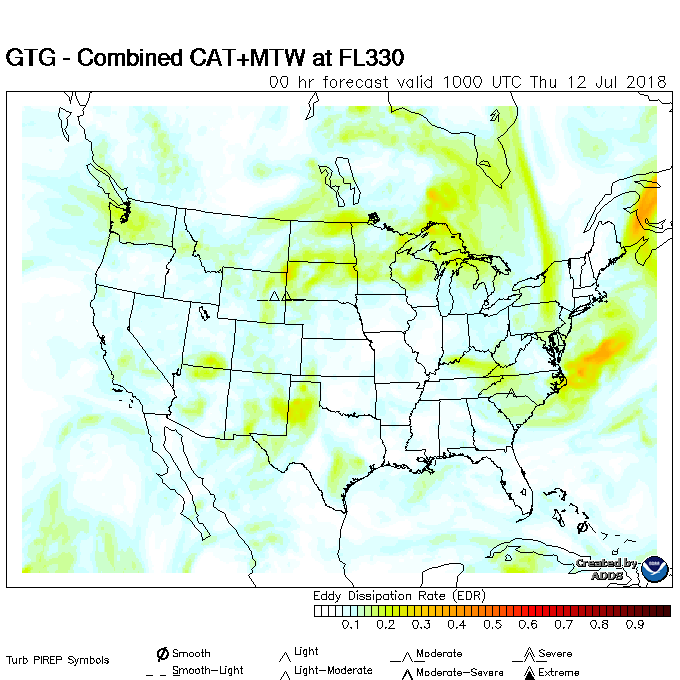 GTG - Combined CAT+MTW at FL330
00 hr forecast valid 1000 UTC Thu 12 Jul 2018
Created by
ADDS
Eddy Dissipation Rate (EDR)
0.1 0.2 0.3 0.4 0.5 0.6 0.7 0.8 0.9
Turb PIREP Symbols
Smooth Light Moderate Severe
Smooth-Light Light-Moderate Moderate-Severe Extreme